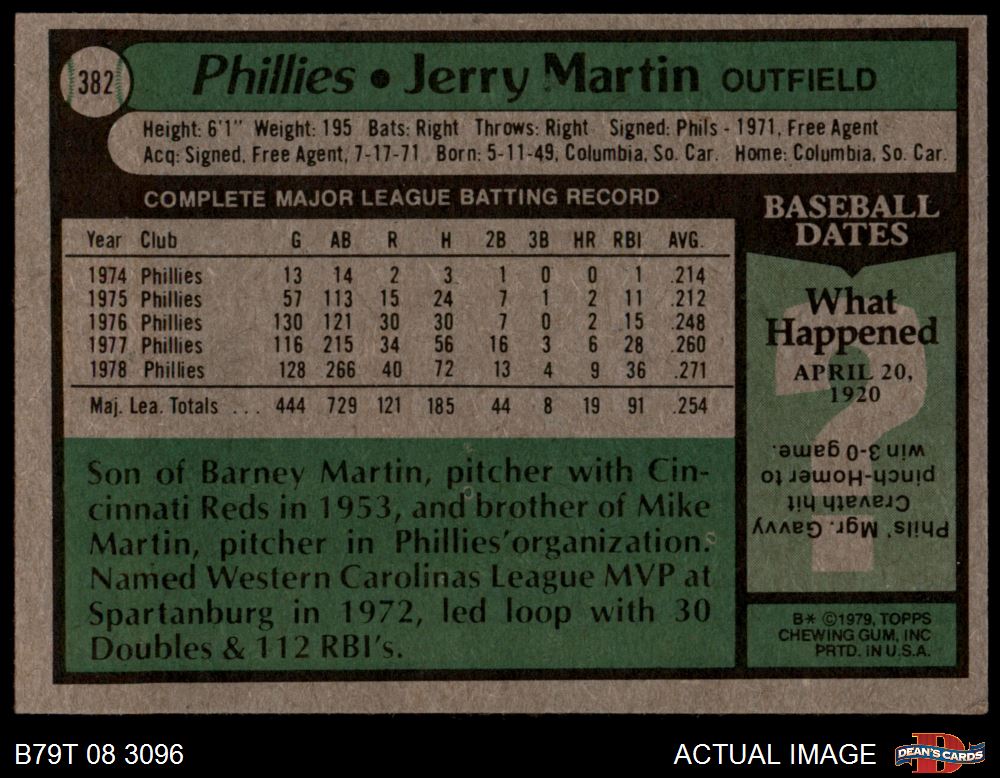 382
Phillies • Jerry Martin OUTFIELD
Height: 6'1" Weight: 195 Bats: Right Throws: Right Signed: Phils - 1971, Free Agent
Acq: Signed, Free Agent, 7-17-71 Born: 5-11-49, Columbia, So. Car. Home: Columbia, So. Car.
COMPLETE MAJOR LEAGUE BATTING RECORD
Year Club G AB R H 2B 3B HR RBI AVG.
1974 Phillies 13 14 2 3 1 0 0 1 .214
1975 Phillies 57 113 15 24 7 1 2 11 .212
1976 Phillies 130 121 30 30 7 0 2 15 .248
1977 Phillies 116 215 34 56 16 3 6 28 .260
1978 Phillies 128 266 40 72 13 4 9 36 .271
Maj. Lea. Totals ... 444 729 121 185 44 8 19 91 .254
Son of Barney Martin, pitcher with Cin-
cinnati Reds in 1953, and brother of Mike
Martin, pitcher in Phillies' organization.
Named Western Carolinas League MVP at
Spartanburg in 1972, led loop with 30
Doubles & 112 RBI's.
BASEBALL
DATES
What
Happened
APRIL 20,
1920
?
Phils' Mgr. Gavvy
Cravath hit
pinch-Homer to
win 3-0 game.
B* ©1979, TOPPS
CHEWING GUM, INC
PRTD. IN U.S.A.
B79T 08 3096
ACTUAL IMAGE
DEAN'S CARDS